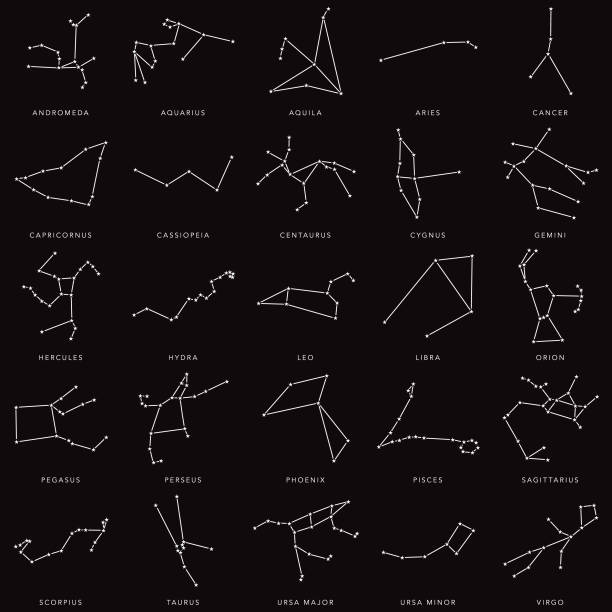 ANDROMEDA
AQUARIUS
AQUILA
ARIES
CANCER
CAPRICORNUS
CASSIOPEIA
CENTAURUS
CYGNUS
GEMINI
HERCULES
HYDRA
LEO
LIBRA
ORION
PEGASUS
PERSEUS
PHOENIX
PISCES
SAGITTARIUS
SCORPIUS
TAURUS
URSA MAJOR
URSA MINOR
VIRGO